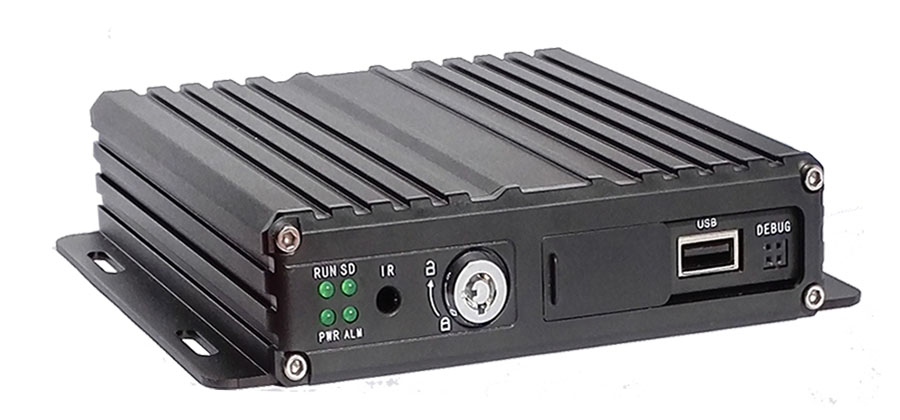 RUN SD
IR
PWR ALM
USB
DEBUG